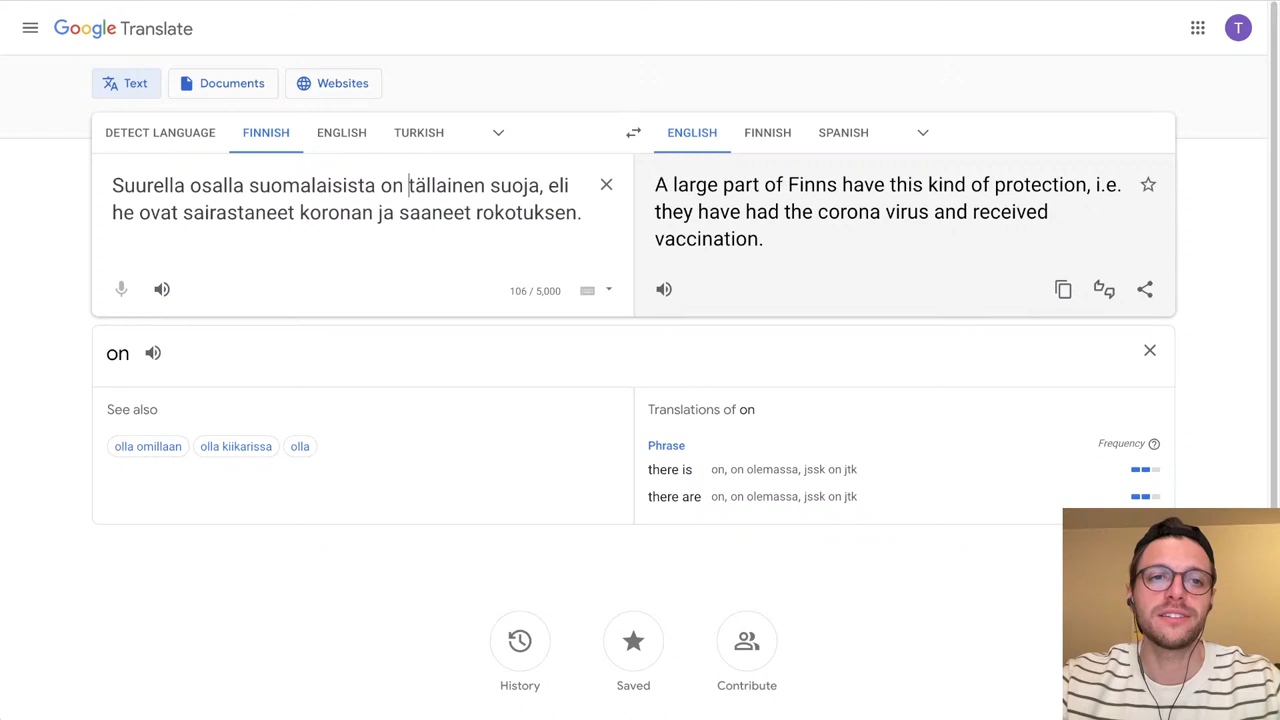 Google Translate
T
Text
Documents
Websites
DETECT LANGUAGE
FINNISH
ENGLISH
TURKISH
ENGLISH
FINNISH
SPANISH
Suurella osalla suomalaisista on tällainen suoja, eli
he ovat sairastaneet koronan ja saaneet rokotuksen.
106 / 5,000
A large part of Finns have this kind of protection, i.e.
they have had the corona virus and received
vaccination.
on
See also
olla omillaan
olla kiikarissa
olla
Translations of on
Phrase
Frequency
there is on, on olemassa, jssk on jtk
there are on, on olemassa, jssk on jtk
History
Saved
Contribute